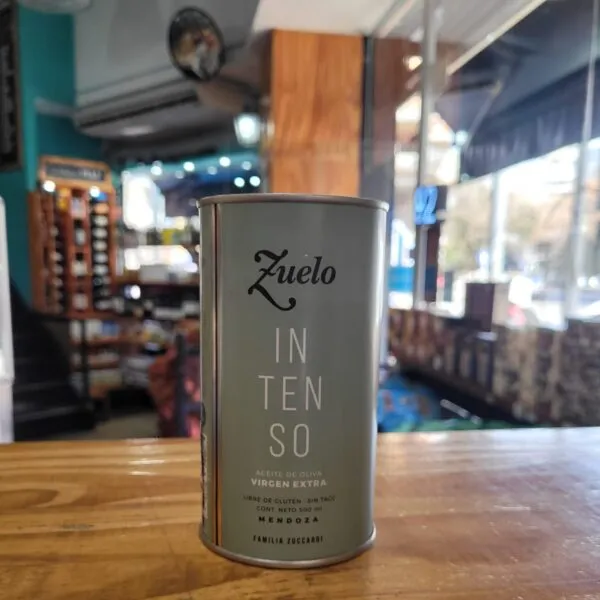 Zuelo
IN
TEN
SO
ACEITE DE OLIVA
VIRGEN EXTRA
LIBRE DE GLUTEN · SIN TACC
CONT. NETO 500 ml
MENDOZA
FAMILIA ZUCCARDI